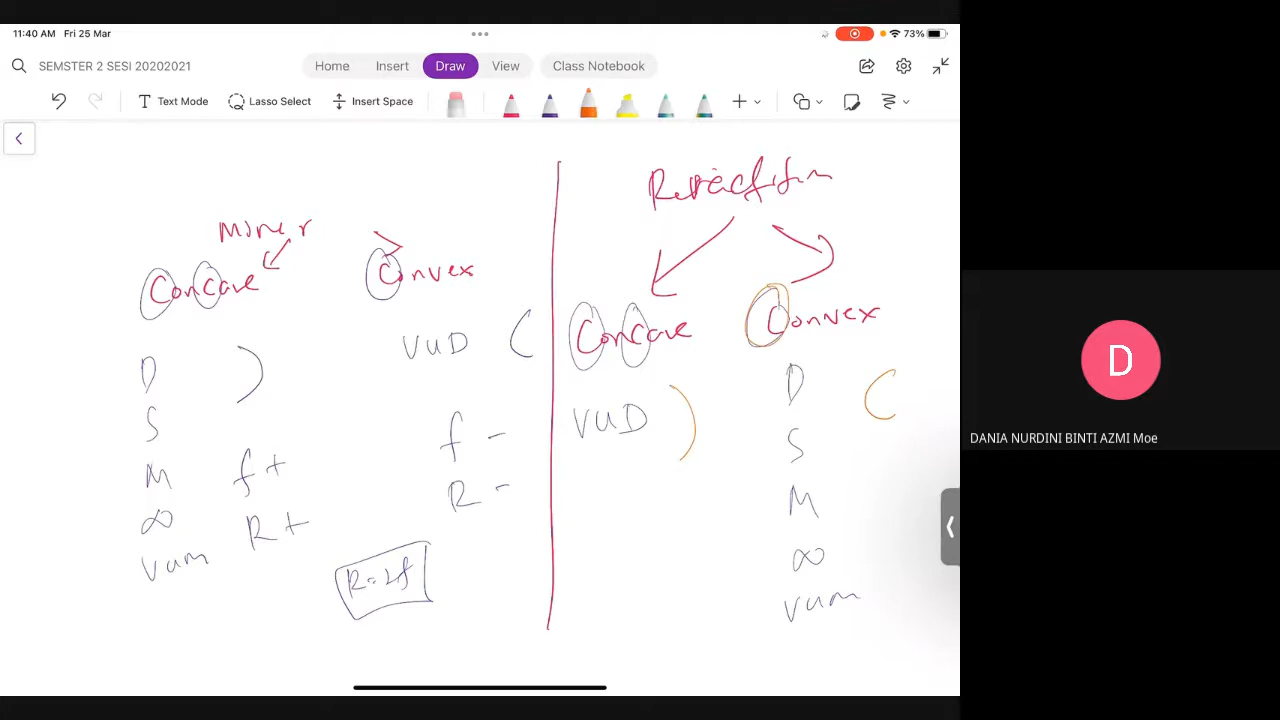 11:40 AM Fri 25 Mar
73%
SEMSTER 2 SESI 20202021
Home Insert Draw View Class Notebook
Text Mode Lasso Select Insert Space
Refraction
Mirror
Concave Convex
Concave Convex
VUD (
D )
S
M f+
∞ R+
vum
f -
R -
R=2f
VUD )
D (
S
M
∞
vum
D
DANIA NURDINI BINTI AZMI Moe